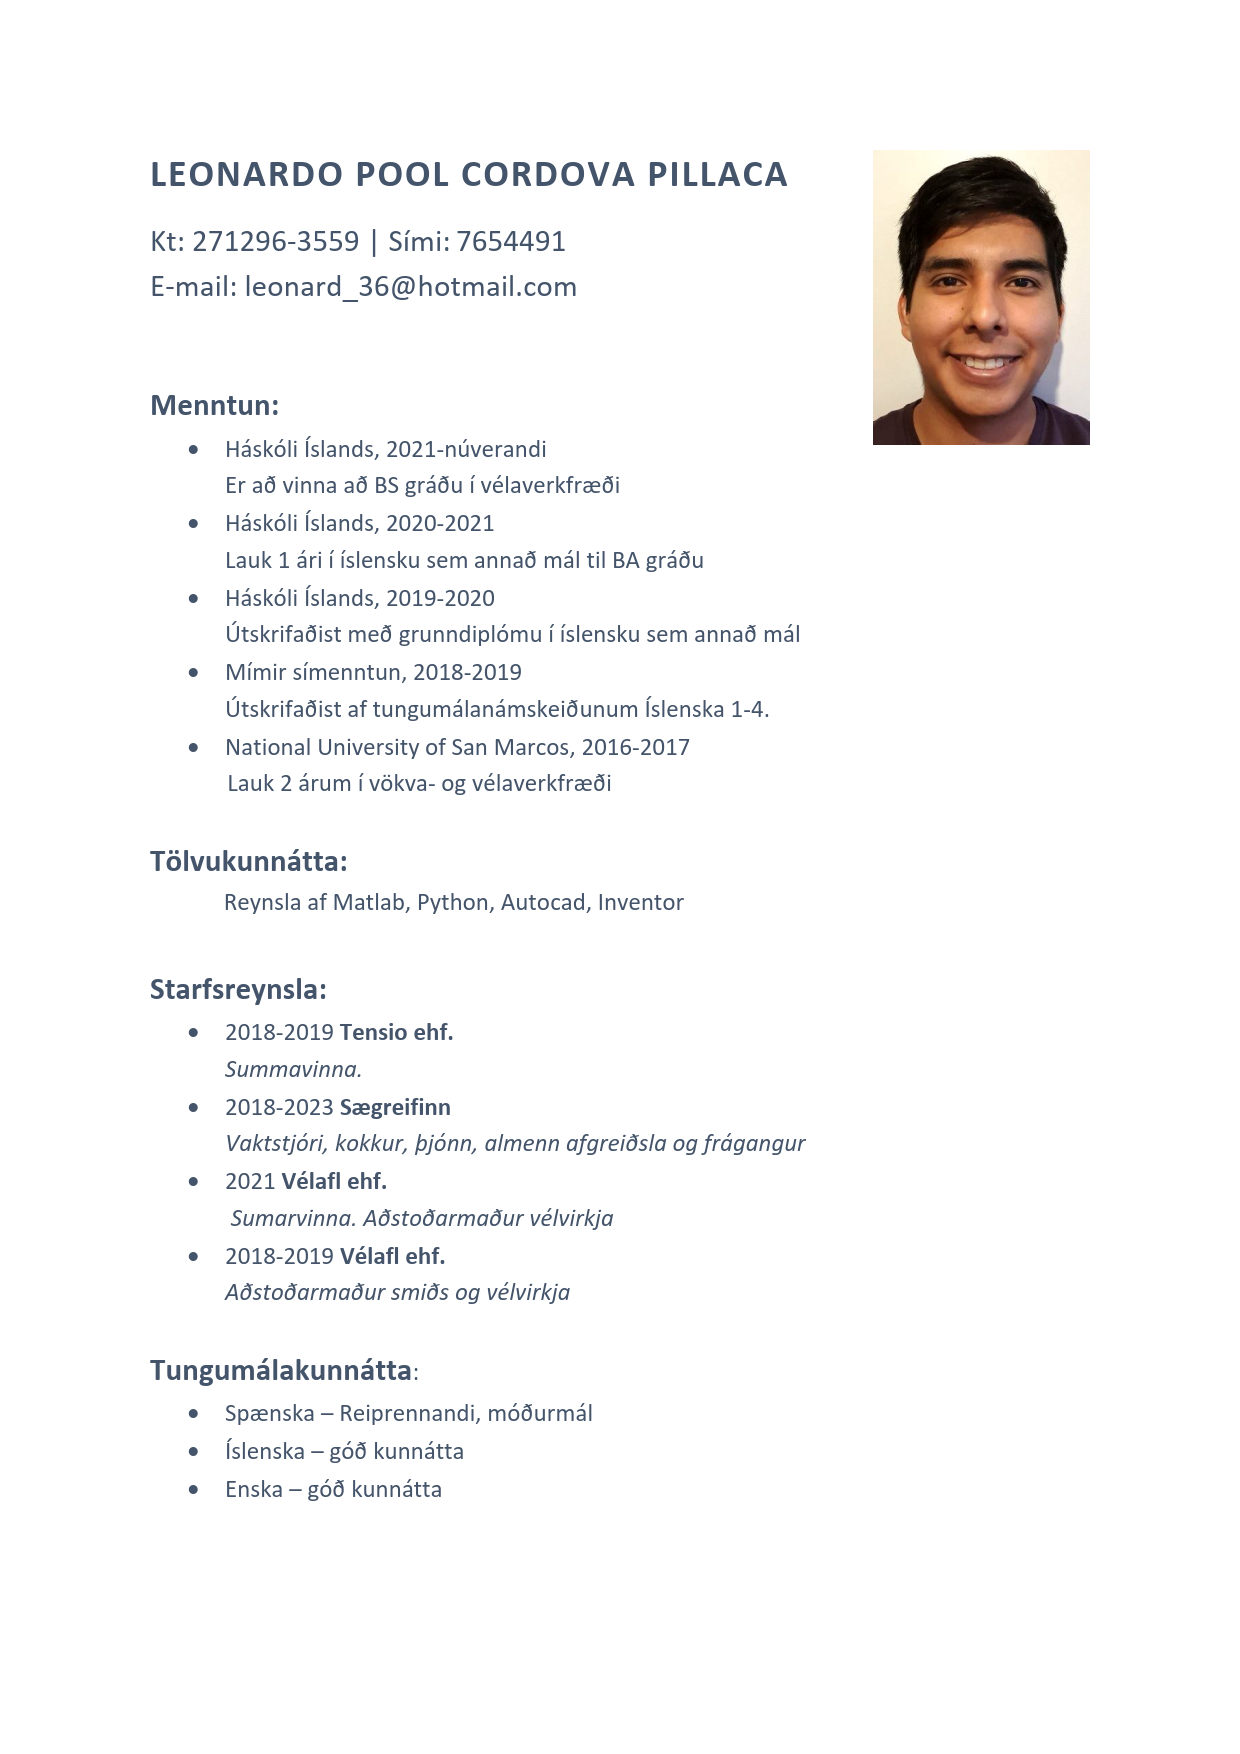 LEONARDO POOL CORDOVA PILLACA
Kt: 271296-3559 | Sími: 7654491
E-mail: leonard_36@hotmail.com
Menntun:
• Háskóli Íslands, 2021-núverandi
Er að vinna að BS gráðu í vélaverkfræði
• Háskóli Íslands, 2020-2021
Lauk 1 ári í íslensku sem annað mál til BA gráðu
• Háskóli Íslands, 2019-2020
Útskrifaðist með grunndiplómu í íslensku sem annað mál
• Mímir símenntun, 2018-2019
Útskrifaðist af tungumálanámskeiðunum Íslenska 1-4.
• National University of San Marcos, 2016-2017
Lauk 2 árum í vökva- og vélaverkfræði
Tölvukunnátta:
Reynsla af Matlab, Python, Autocad, Inventor
Starfsreynsla:
• 2018-2019 Tensio ehf.
Summavinna.
• 2018-2023 Sægreifinn
Vaktstjóri, kokkur, þjónn, almenn afgreiðsla og frágangur
• 2021 Vélafl ehf.
Sumarvinna. Aðstoðarmaður vélvirkja
• 2018-2019 Vélafl ehf.
Aðstoðarmaður smiðs og vélvirkja
Tungumálakunnátta:
• Spænska – Reiprennandi, móðurmál
• Íslenska – góð kunnátta
• Enska – góð kunnátta